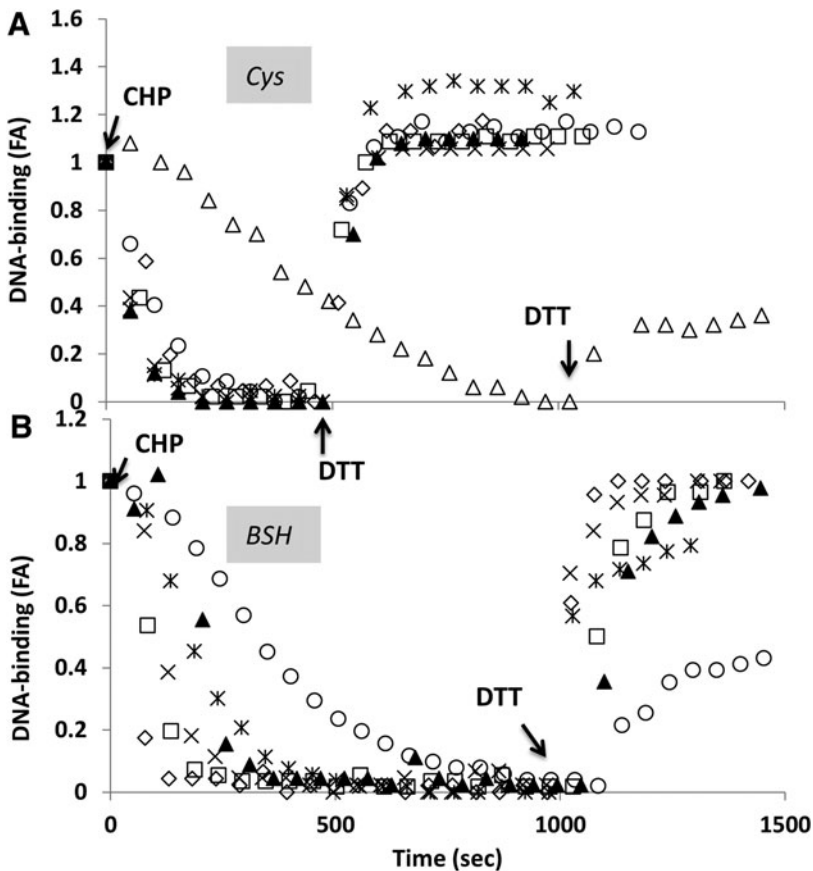 A
DNA-binding (FA)
1.6
1.4
1.2
1
0.8
0.6
0.4
0.2
0
CHP
Cys
DTT
DTT
B
DNA-binding (FA)
1.2
1
0.8
0.6
0.4
0.2
0
CHP
BSH
DTT
0
500
1000
1500
Time (sec)